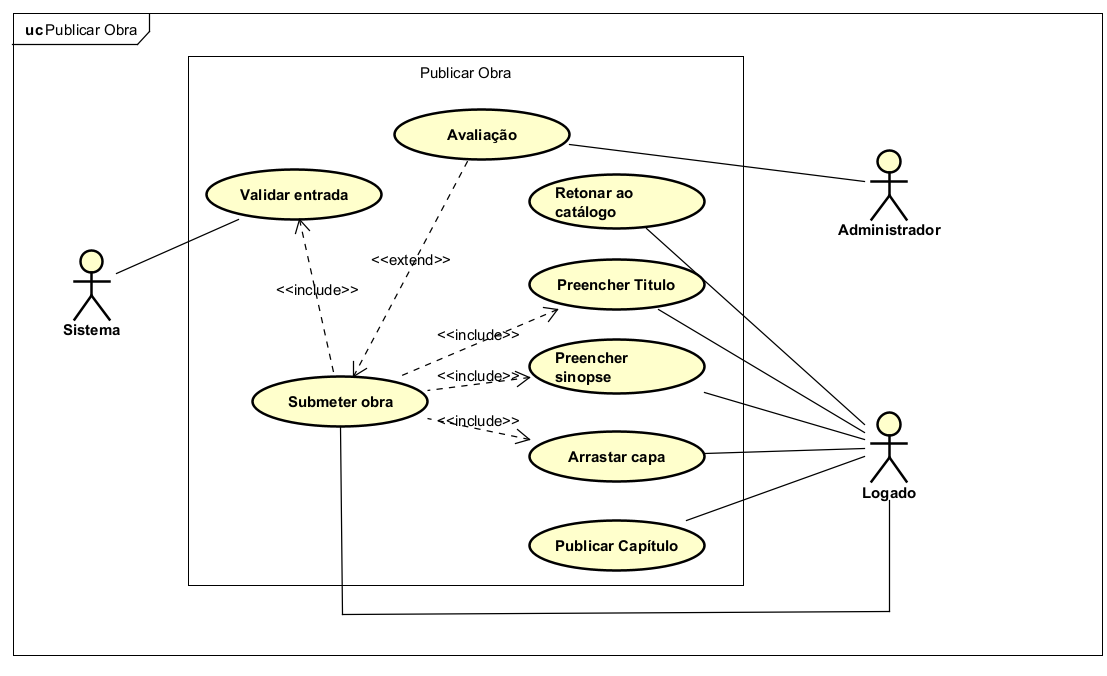 uc Publicar Obra
Publicar Obra
Avaliação
Validar entrada
Retonar ao
catálogo
Administrador
<<extend>>
Preencher Titulo
<<include>>
Sistema
<<include>>
Preencher
sinopse
<<include>>
Submeter obra
<<include>>
Arrastar capa
Logado
Publicar Capítulo